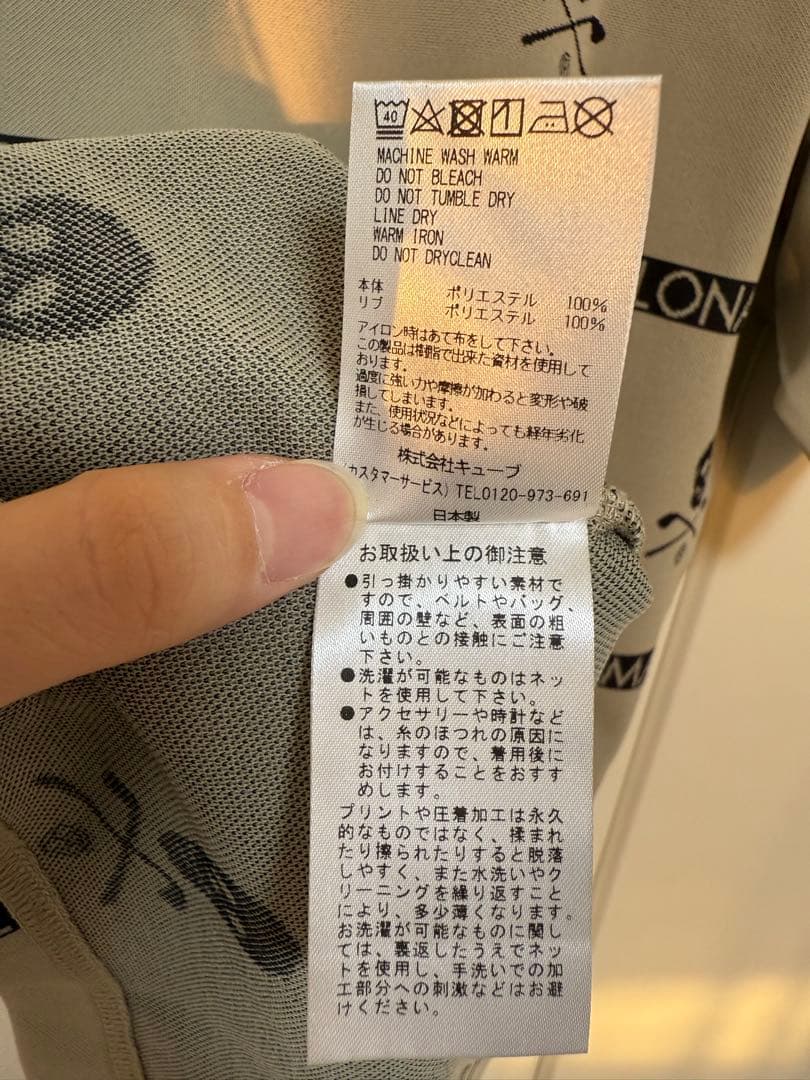 40
MACHINE WASH WARM
DO NOT BLEACH
DO NOT TUMBLE DRY
LINE DRY
WARM IRON
DO NOT DRYCLEAN
本体 ポリエステル 100%
リブ ポリエステル 100%
アイロン時はあて布をして下さい。
この製品は樹脂で出来た資材を使用して
おります。
過度に強い力や摩擦が加わると変形や破
損してしまいます。
また、使用状況などによっても経年劣化
が生じる場合があります。
株式会社キューブ
(カスタマーサービス) TEL0120-973-691
日本製
お取扱い上の御注意
●引っ掛かりやすい素材で
すので、ベルトやバッグ、
周囲の壁など、表面の粗
いものとの接触にご注意
下さい。
●洗濯が可能なものはネッ
トを使用して下さい。
●アクセサリーや時計など
は、糸のほつれの原因に
なりますので、着用後に
お付けすることをおすす
めします。
プリントや圧着加工は永久
的なものではなく、揉まれ
たり擦られたりすると脱落
しやすく、また水洗いやク
リーニングを繰り返すこと
により、多少薄くなります。
お洗濯が可能なものに関し
ては、裏返したうえでネッ
トを使用し、手洗いでの加
工部分への刺激などはお避
けください。
LONA
MA